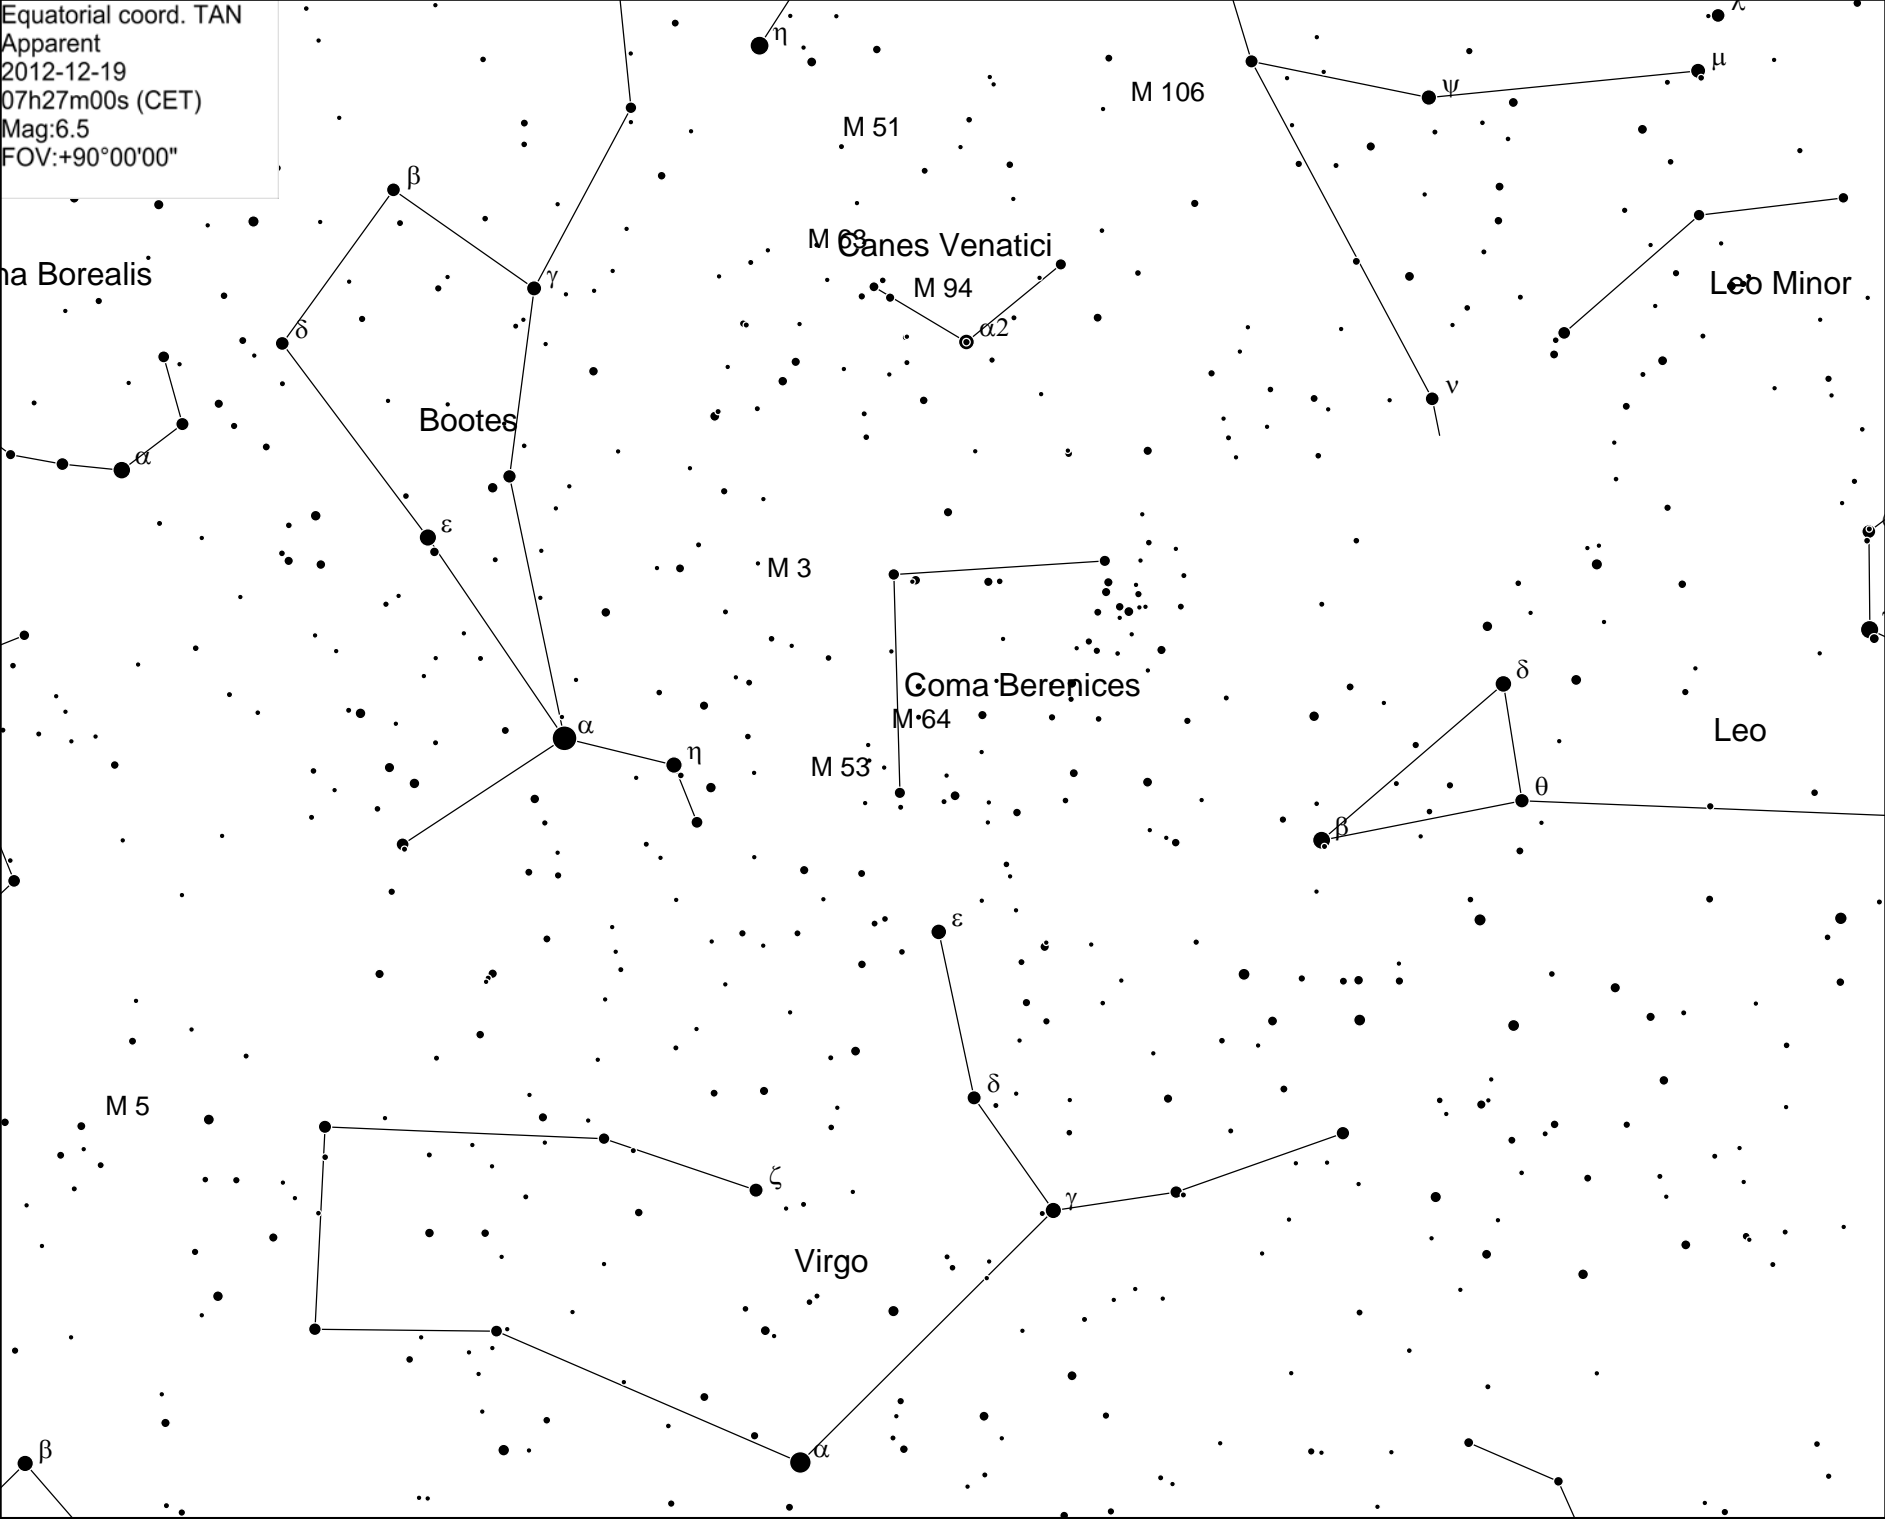 Equatorial coord. TAN
Apparent
2012-12-19
07h27m00s (CET)
Mag:6.5
FOV:+90°00'00"
η
λ
μ
ψ
M 106
M 51
β
M 63
Canes Venatici
na Borealis
γ
M 94
Leo Minor
δ
α2
ν
Bootes
α
ε
M 3
δ
Coma Berenices
M 64
α
Leo
η
M 53
θ
β
ε
δ
M 5
ζ
γ
Virgo
β
α